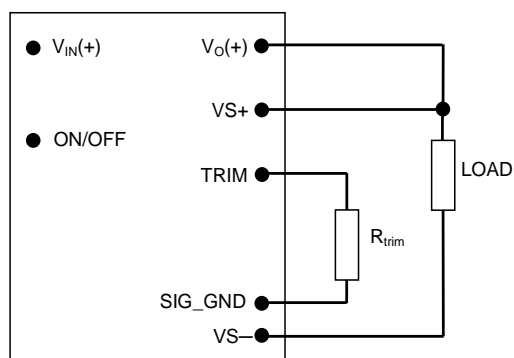 V_IN(+)
V_O(+)
VS+
ON/OFF
TRIM
LOAD
R_trim
SIG_GND
VS–